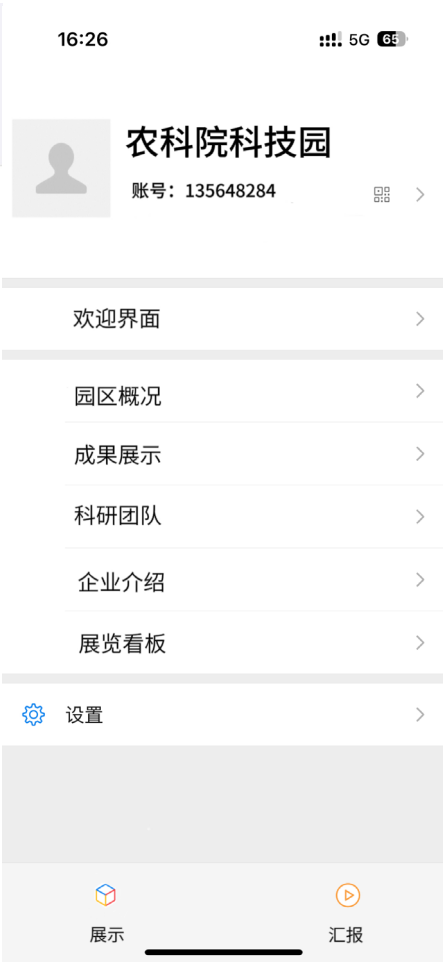 16:26 5G 65
农科院科技园
账号：135648284
欢迎界面
园区概况
成果展示
科研团队
企业介绍
展览看板
设置
展示 汇报